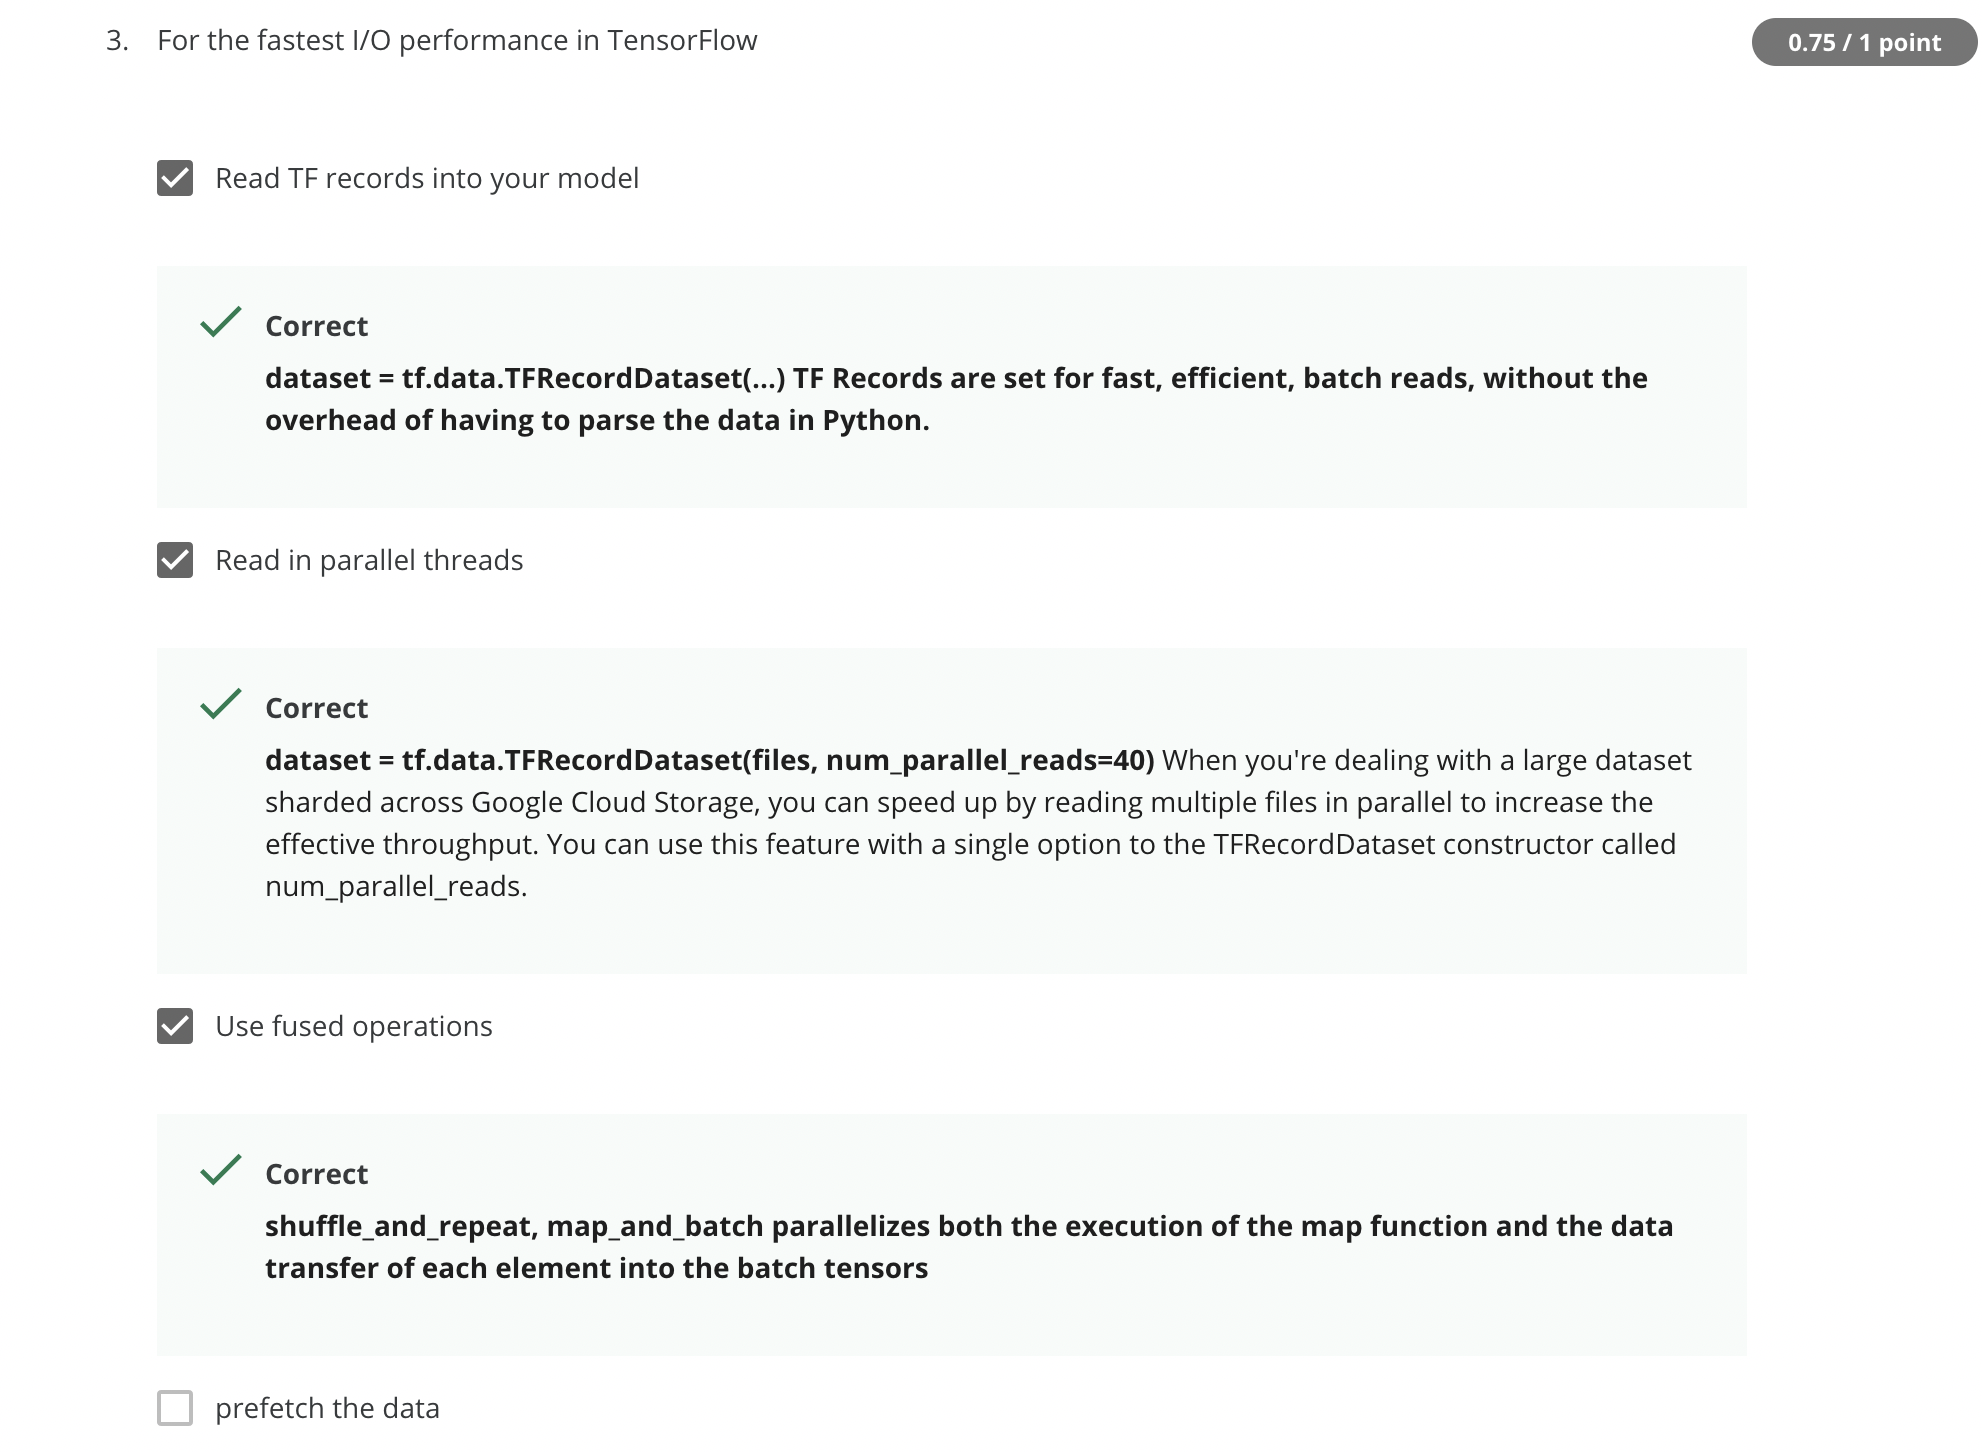 3. For the fastest I/O performance in TensorFlow
0.75 / 1 point
Read TF records into your model
Correct
dataset = tf.data.TFRecordDataset(...) TF Records are set for fast, efficient, batch reads, without the
overhead of having to parse the data in Python.
Read in parallel threads
Correct
dataset = tf.data.TFRecordDataset(files, num_parallel_reads=40) When you're dealing with a large dataset
sharded across Google Cloud Storage, you can speed up by reading multiple files in parallel to increase the
effective throughput. You can use this feature with a single option to the TFRecordDataset constructor called
num_parallel_reads.
Use fused operations
Correct
shuffle_and_repeat, map_and_batch parallelizes both the execution of the map function and the data
transfer of each element into the batch tensors
prefetch the data